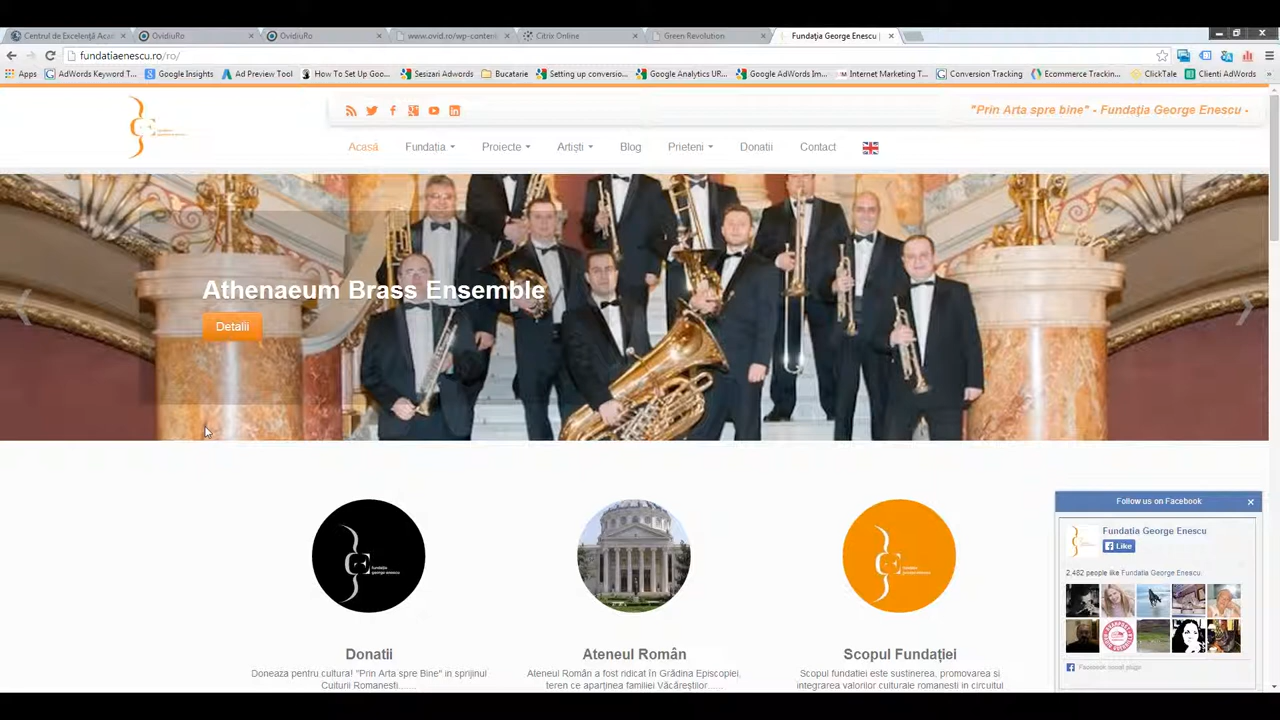 Centrul de Excelență Acad
OvidiuRo
OvidiuRo
www.ovid.ro/wp-conten
Citrix Online
Green Revolution
Fundația George Enescu |
fundatiaenescu.ro/ro/
Apps
AdWords Keyword T...
Google Insights
Ad Preview Tool
How To Set Up Goo...
Sesizari Adwords
Bucatarie
Setting up conversio...
Google Analytics UR...
Google AdWords Im...
Internet Marketing T...
Conversion Tracking
Ecommerce Trackin...
ClickTale
Clienti AdWords
"Prin Arta spre bine" - Fundația George Enescu -
Acasă
Fundația
Proiecte
Artiști
Blog
Prieteni
Donatii
Contact
Athenaeum Brass Ensemble
Detalii
Follow us on Facebook
Fundatia George Enescu
Like
2,482 people like Fundatia George Enescu.
Facebook social plugin
fundația
george enescu
Donatii
Doneaza pentru cultura! "Prin Arta spre Bine" in sprijinul
Culturii Romanesti......
Ateneul Român
Ateneul Român a fost ridicat în Grădina Episcopiei,
teren ce aparținea familiei Văcăreștilor......
Scopul Fundației
Scopul fundatiei este sustinerea, promovarea si
integrarea valorilor culturale romanesti in circuitul